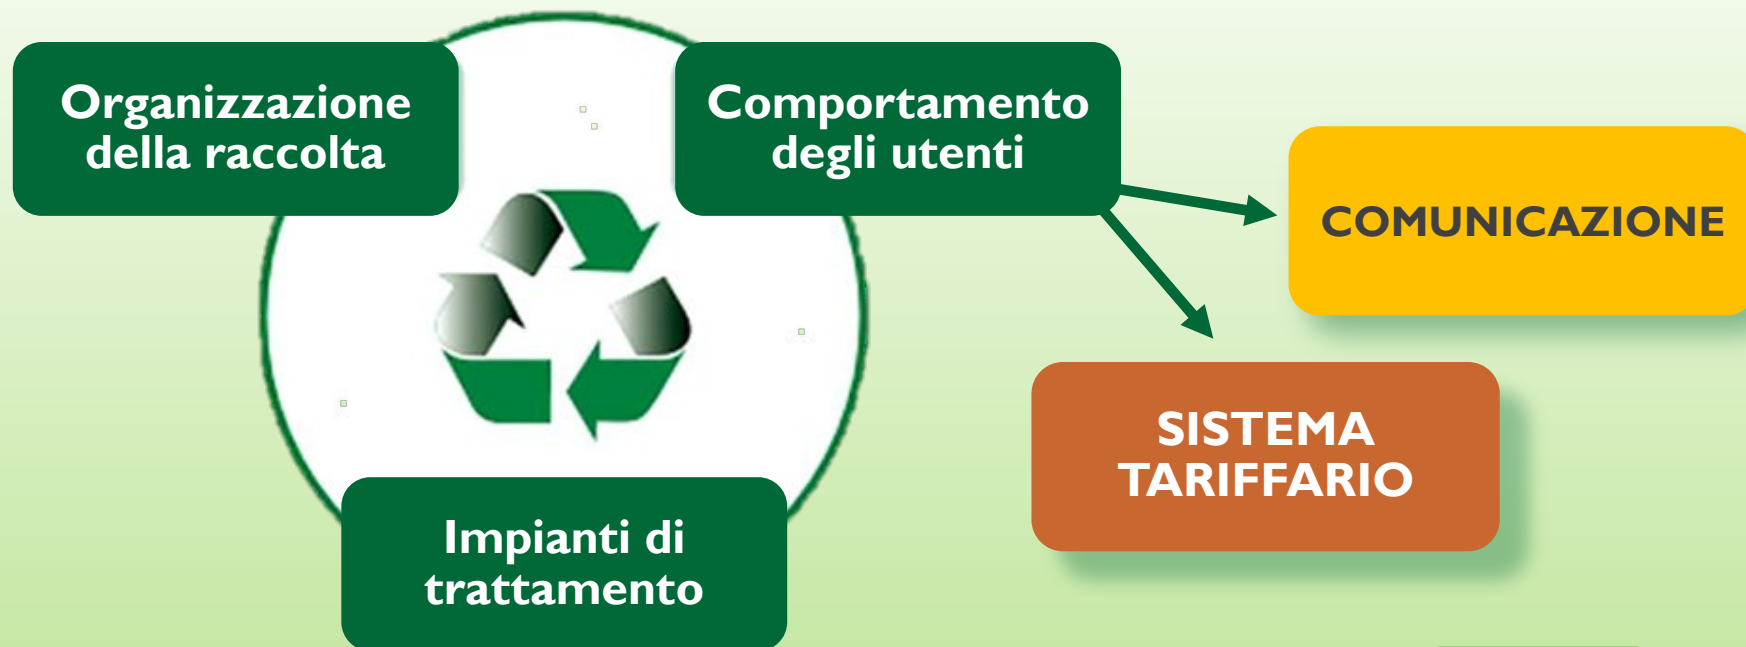 Organizzazione
della raccolta
Comportamento
degli utenti
COMUNICAZIONE
SISTEMA
TARIFFARIO
Impianti di
trattamento